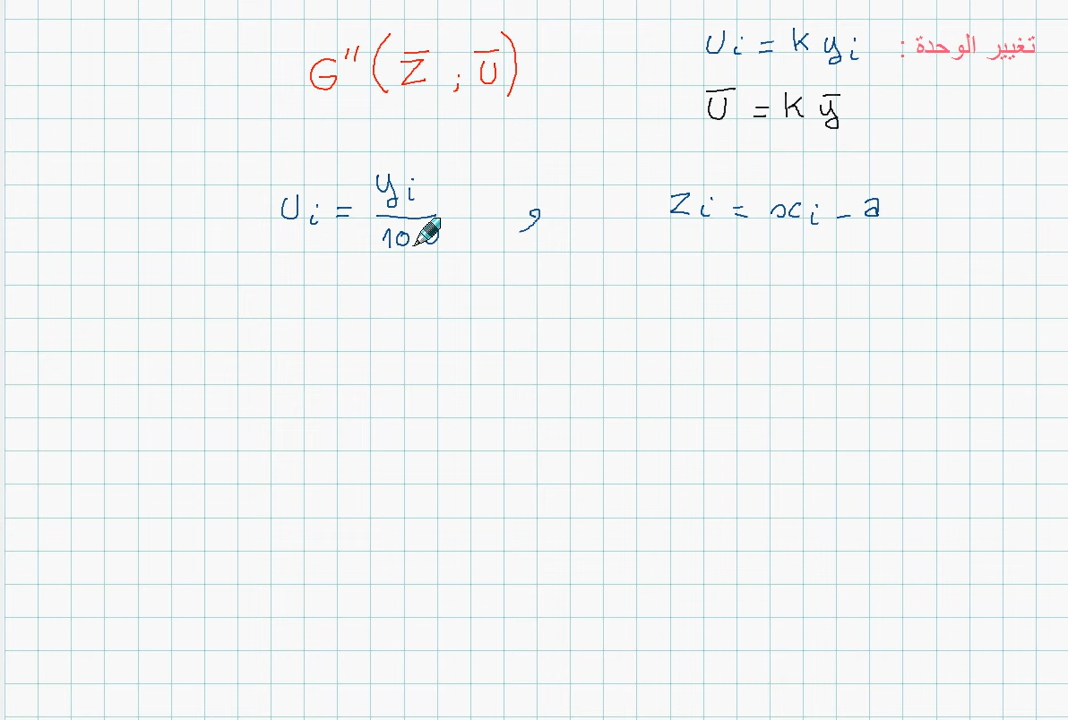 G''(Z̅ ; U̅)
Ui = K yi تغيير الوحدة :
U̅ = K y̅
Ui = yi / 100 , Zi = xi - a